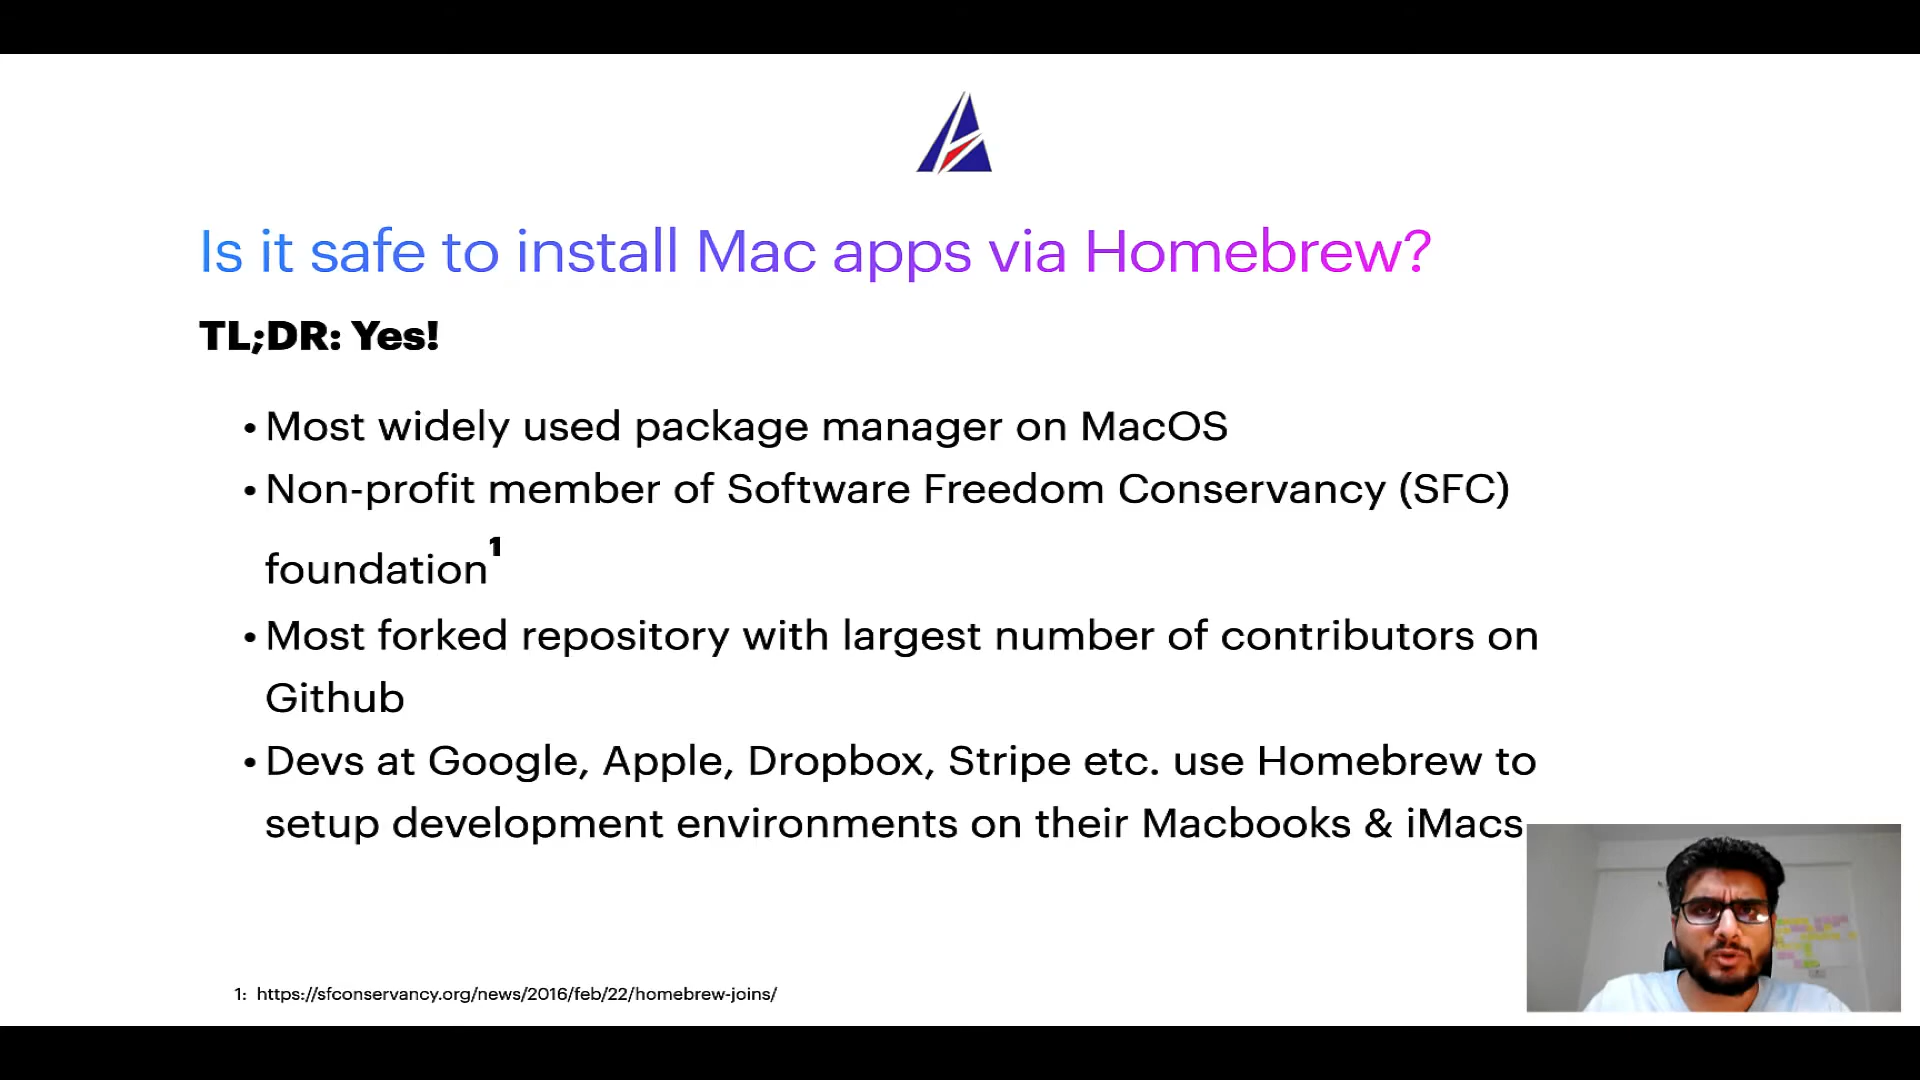 Is it safe to install Mac apps via Homebrew?
TL;DR: Yes!
• Most widely used package manager on MacOS
• Non-profit member of Software Freedom Conservancy (SFC)
foundation1
• Most forked repository with largest number of contributors on
Github
• Devs at Google, Apple, Dropbox, Stripe etc. use Homebrew to
setup development environments on their Macbooks & iMacs
1: https://sfconservancy.org/news/2016/feb/22/homebrew-joins/